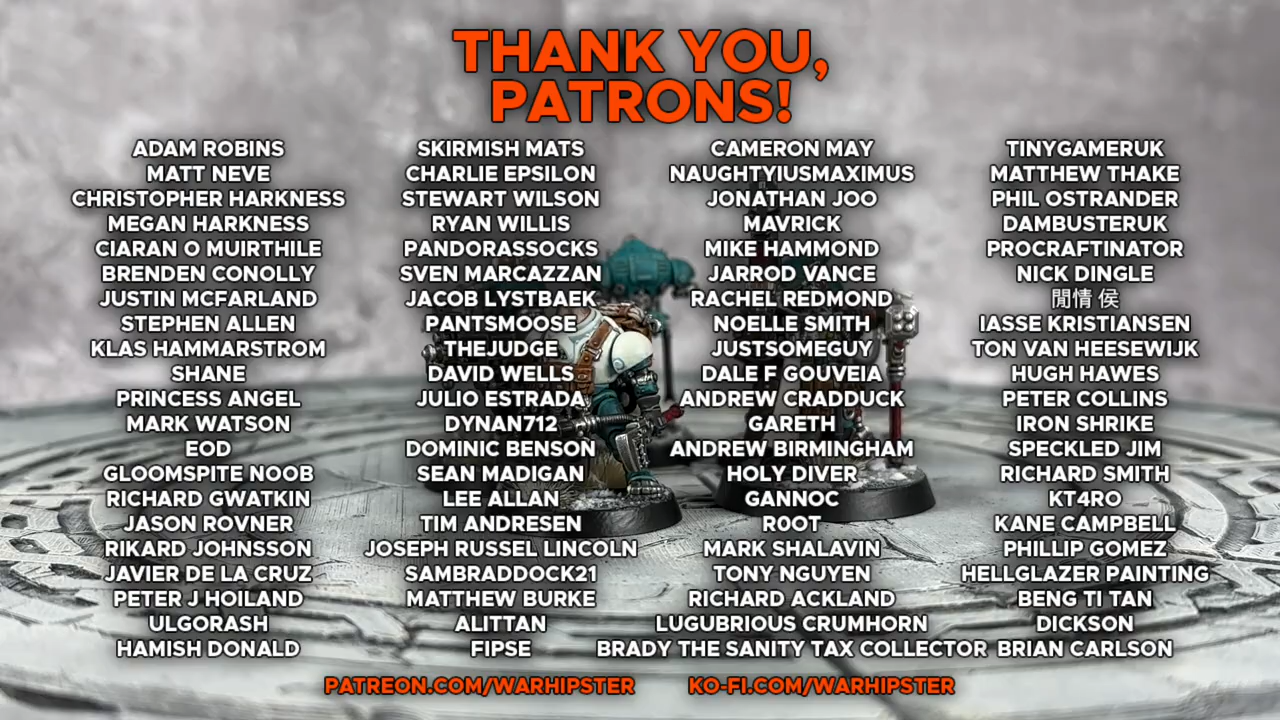 THANK YOU,
PATRONS!
ADAM ROBINS
MATT NEVE
CHRISTOPHER HARKNESS
MEGAN HARKNESS
CIARAN O MUIRTHILE
BRENDEN CONOLLY
JUSTIN MCFARLAND
STEPHEN ALLEN
KLAS HAMMARSTROM
SHANE
PRINCESS ANGEL
MARK WATSON
EOD
GLOOMSPITE NOOB
RICHARD GWATKIN
JASON ROVNER
RIKARD JOHNSSON
JAVIER DE LA CRUZ
PETER J HOILAND
ULGORASH
HAMISH DONALD
SKIRMISH MATS
CHARLIE EPSILON
STEWART WILSON
RYAN WILLIS
PANDORASSOCKS
SVEN MARCAZZAN
JACOB LYSTBAEK
PANTSMOOSE
THEJUDGE
DAVID WELLS
JULIO ESTRADA
DYNAN712
DOMINIC BENSON
SEAN MADIGAN
LEE ALLAN
TIM ANDRESEN
JOSEPH RUSSEL LINCOLN
SAMBRADDOCK21
MATTHEW BURKE
ALITTAN
FIPSE
CAMERON MAY
NAUGHTYIUSMAXIMUS
JONATHAN JOO
MAVRICK
MIKE HAMMOND
JARROD VANCE
RACHEL REDMOND
NOELLE SMITH
JUSTSOMEGUY
DALE F GOUVEIA
ANDREW CRADDUCK
GARETH
ANDREW BIRMINGHAM
HOLY DIVER
GANNOC
R0OT
MARK SHALAVIN
TONY NGUYEN
RICHARD ACKLAND
LUGUBRIOUS CRUMHORN
BRADY THE SANITY TAX COLLECTOR
TINYGAMERUK
MATTHEW THAKE
PHIL OSTRANDER
DAMBUSTERUK
PROCRAFTINATOR
NICK DINGLE
閒情 侯
IASSE KRISTIANSEN
TON VAN HEESEWIJK
HUGH HAWES
PETER COLLINS
IRON SHRIKE
SPECKLED JIM
RICHARD SMITH
KT4RO
KANE CAMPBELL
PHILLIP GOMEZ
HELLGLAZER PAINTING
BENG TI TAN
DICKSON
BRIAN CARLSON
PATREON.COM/WARHIPSTER
KO-FI.COM/WARHIPSTER